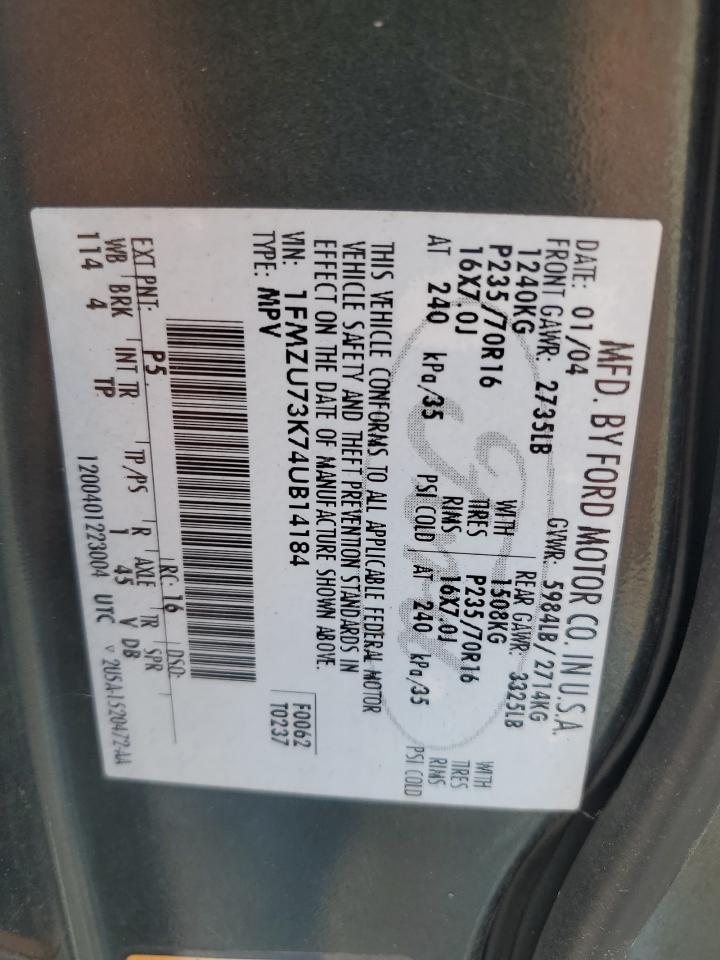 MFD. BY FORD MOTOR CO. IN U.S.A.
DATE: 01/04 GVWR: 5984LB/2714KG
FRONT GAWR: 2735LB REAR GAWR: 3325LB
1240KG WITH 1508KG WITH
P235/70R16 TIRES P235/70R16 TIRES
16X7.0J RIMS 16X7.0J RIMS
AT 240 kPa/35 PSI COLD AT 240 kPa/35 PSI COLD
THIS VEHICLE CONFORMS TO ALL APPLICABLE FEDERAL MOTOR
VEHICLE SAFETY AND THEFT PREVENTION STANDARDS IN
EFFECT ON THE DATE OF MANUFACTURE SHOWN ABOVE.
VIN: 1FMZU73K74UB14184
TYPE: MPV
F0062
T0237
EXT PNT: P5 RC: 16 DSO:
WB BRK INT TR TP/PS R AXLE TR SPR
114 4 TP 1 45 V DB
1200401223004 UTC ▽ 2U5A-1520472-AA
Ford